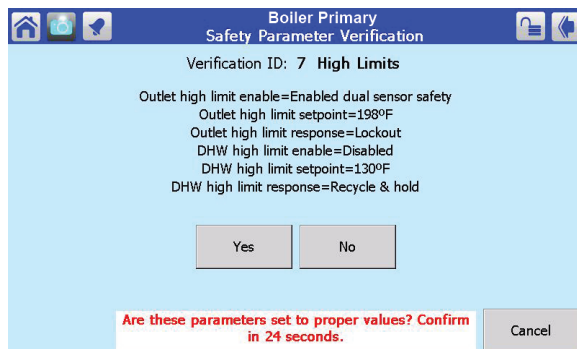 Boiler Primary
Safety Parameter Verification
Verification ID: 7 High Limits
Outlet high limit enable=Enabled dual sensor safety
Outlet high limit setpoint=198ºF
Outlet high limit response=Lockout
DHW high limit enable=Disabled
DHW high limit setpoint=130ºF
DHW high limit response=Recycle & hold
Yes No
Are these parameters set to proper values? Confirm
in 24 seconds.
Cancel